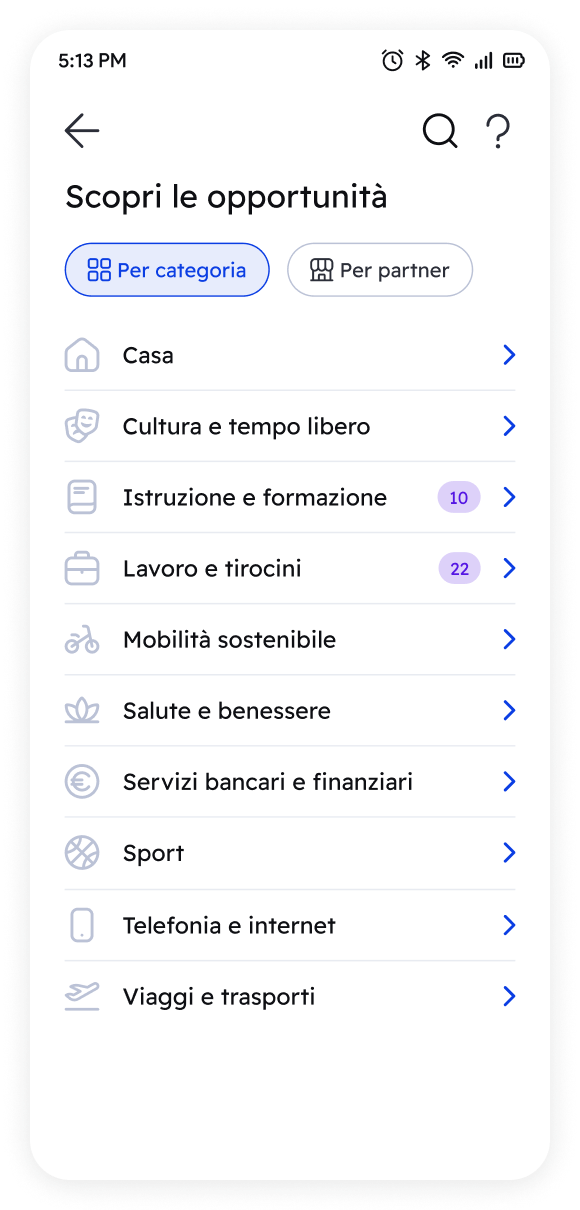 5:13 PM
Scopri le opportunità
Per categoria
Per partner
Casa
Cultura e tempo libero
Istruzione e formazione 10
Lavoro e tirocini 22
Mobilità sostenibile
Salute e benessere
Servizi bancari e finanziari
Sport
Telefonia e internet
Viaggi e trasporti